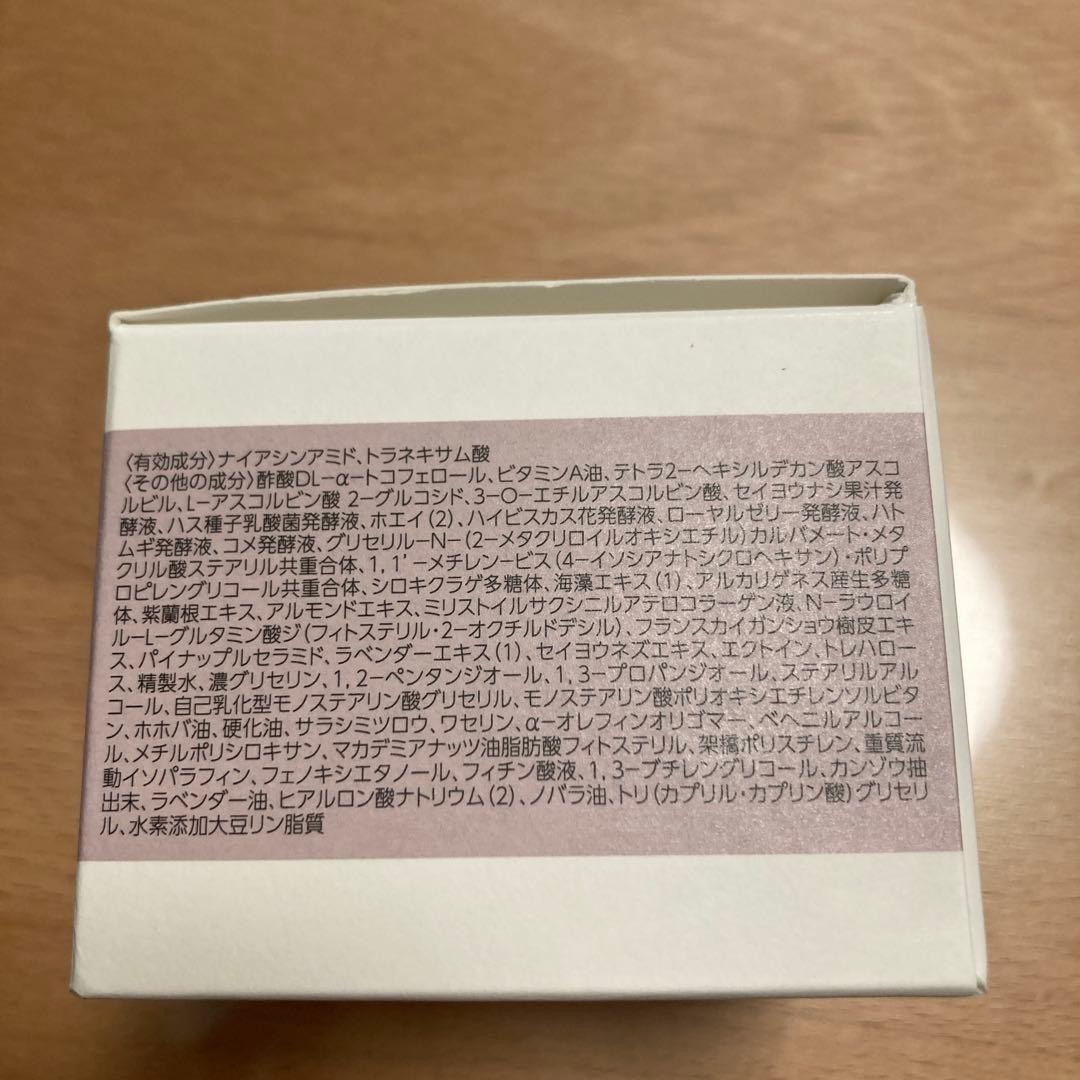 〈有効成分〉ナイアシンアミド、トラネキサム酸
〈その他の成分〉酢酸DL-α-トコフェロール、ビタミンA油、テトラ2-ヘキシルデカン酸アスコ
ルビル、L-アスコルビン酸 2-グルコシド、3-O-エチルアスコルビン酸、セイヨウナシ果汁発
酵液、ハス種子乳酸菌発酵液、ホエイ(2)、ハイビスカス花発酵液、ローヤルゼリー発酵液、ハト
ムギ発酵液、コメ発酵液、グリセリル-N-(2-メタクリロイルオキシエチル)カルバメート・メタ
クリル酸ステアリル共重合体、1,1'-メチレン-ビス(4-イソシアナトシクロヘキサン)・ポリプ
ロピレングリコール共重合体、シロキクラゲ多糖体、海藻エキス(1)、アルカリゲネス産生多糖
体、紫蘭根エキス、アルモンドエキス、ミリストイルサクシニルアテロコラーゲン液、N-ラウロイ
ル-L-グルタミン酸ジ(フィトステリル・2-オクチルドデシル)、フランスカイガンショウ樹皮エキ
ス、パイナップルセラミド、ラベンダーエキス(1)、セイヨウネズエキス、エクトイン、トレハロー
ス、精製水、濃グリセリン、1,2-ペンタンジオール、1,3-プロパンジオール、ステアリルアル
コール、自己乳化型モノステアリン酸グリセリル、モノステアリン酸ポリオキシエチレンソルビタ
ン、ホホバ油、硬化油、サラシミツロウ、ワセリン、α-オレフィンオリゴマー、ベヘニルアルコー
ル、メチルポリシロキサン、マカデミアナッツ油脂肪酸フィトステリル、架橋ポリスチレン、重質流
動イソパラフィン、フェノキシエタノール、フィチン酸液、1,3-ブチレングリコール、カンゾウ抽
出末、ラベンダー油、ヒアルロン酸ナトリウム(2)、ノバラ油、トリ(カプリル・カプリン酸)グリセリ
ル、水素添加大豆リン脂質